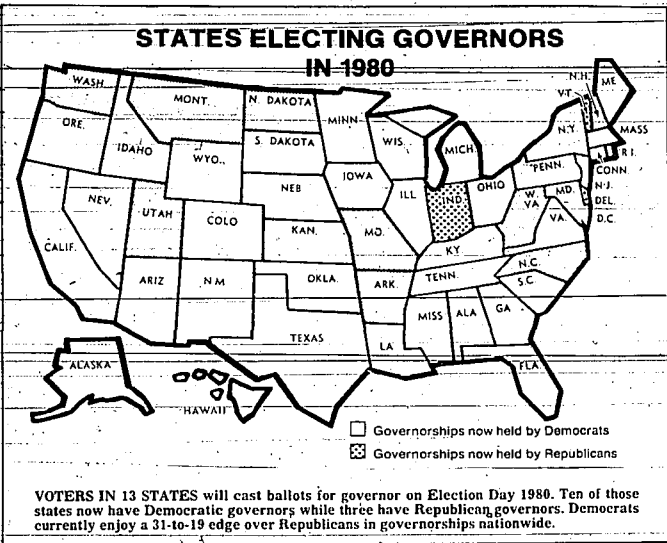 STATES ELECTING GOVERNORS
IN 1980
WASH.
ORE.
CALIF.
NEV.
IDAHO
MONT.
WYO.
UTAH
ARIZ
COLO
N M
N. DAKOTA
S. DAKOTA
NEB
KAN.
OKLA.
TEXAS
MINN
IOWA
MO.
ARK.
LA
WIS.
ILL
MICH.
IND.
OHIO
KY
TENN.
MISS
ALA
GA
FLA.
S.C.
N.C.
VA.
W.
VA
MD.
PENN.
N.Y.
V.T.
N.H.
ME
MASS
R I.
CONN.
N.J.
DEL.
D.C.
ALASKA
HAWAII
Governorships now held by Democrats
Governorships now held by Republicans
VOTERS IN 13 STATES will cast ballots for governor on Election Day 1980. Ten of those
states now have Democratic governors while three have Republican governors. Democrats
currently enjoy a 31-to-19 edge over Republicans in governorships nationwide.